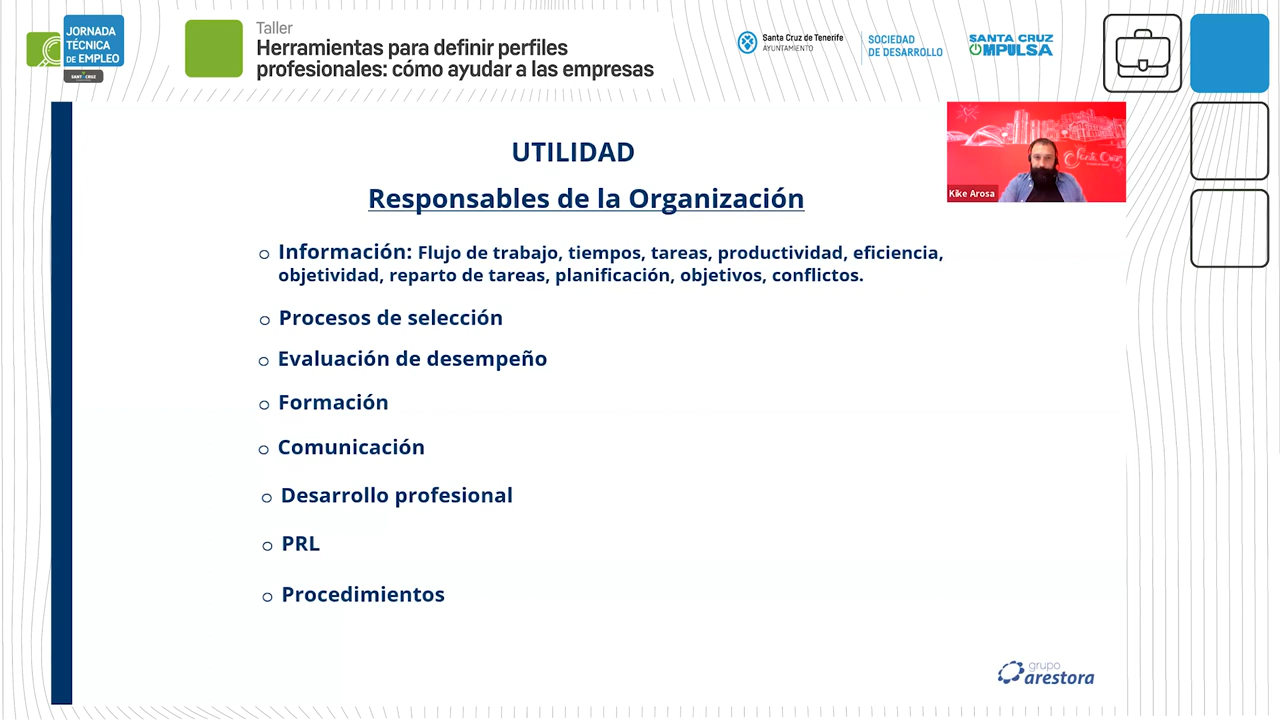 JORNADA
TÉCNICA
DE EMPLEO
SANTA CRUZ
Taller
Herramientas para definir perfiles
profesionales: cómo ayudar a las empresas
Santa Cruz de Tenerife
AYUNTAMIENTO
SOCIEDAD
DE DESARROLLO
SANTA CRUZ
IMPULSA
Santa Cruz
Kike Arosa
UTILIDAD
Responsables de la Organización
o Información: Flujo de trabajo, tiempos, tareas, productividad, eficiencia,
objetividad, reparto de tareas, planificación, objetivos, conflictos.
o Procesos de selección
o Evaluación de desempeño
o Formación
o Comunicación
o Desarrollo profesional
o PRL
o Procedimientos
grupo
arestora